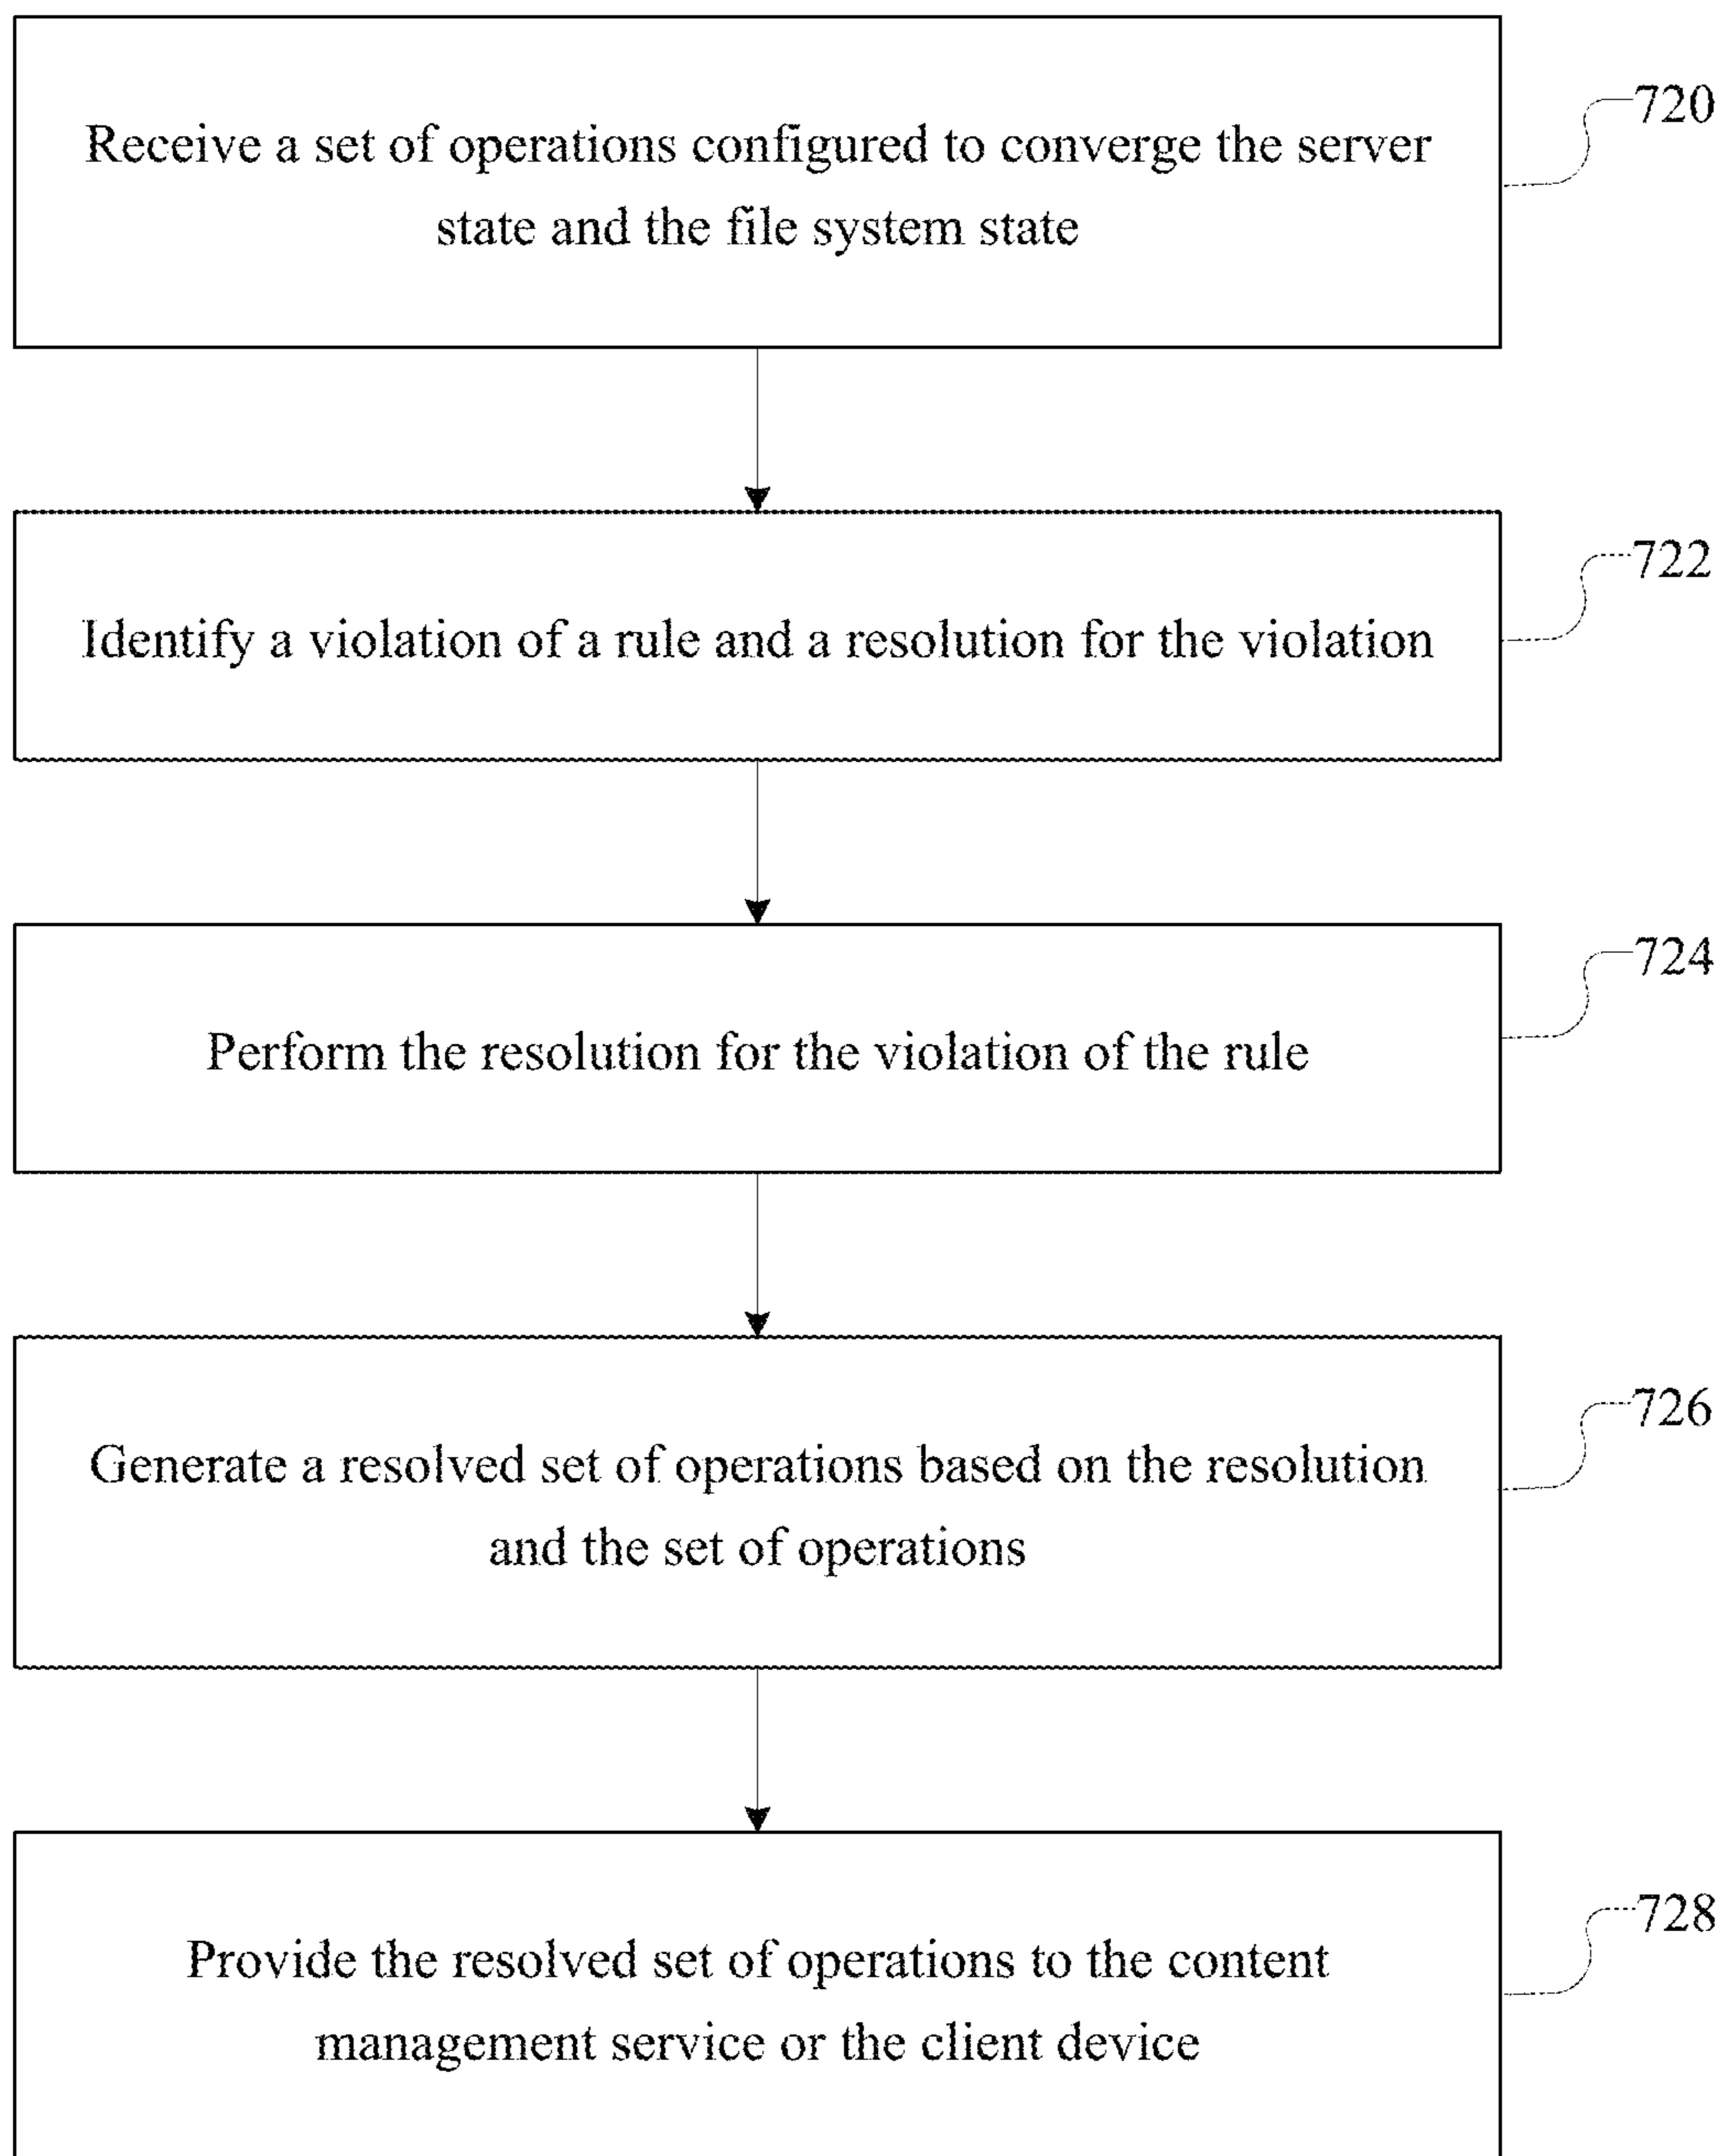 Receive a set of operations configured to converge the server
state and the file system state
720
Identify a violation of a rule and a resolution for the violation
722
Perform the resolution for the violation of the rule
724
Generate a resolved set of operations based on the resolution
and the set of operations
726
Provide the resolved set of operations to the content
management service or the client device
728